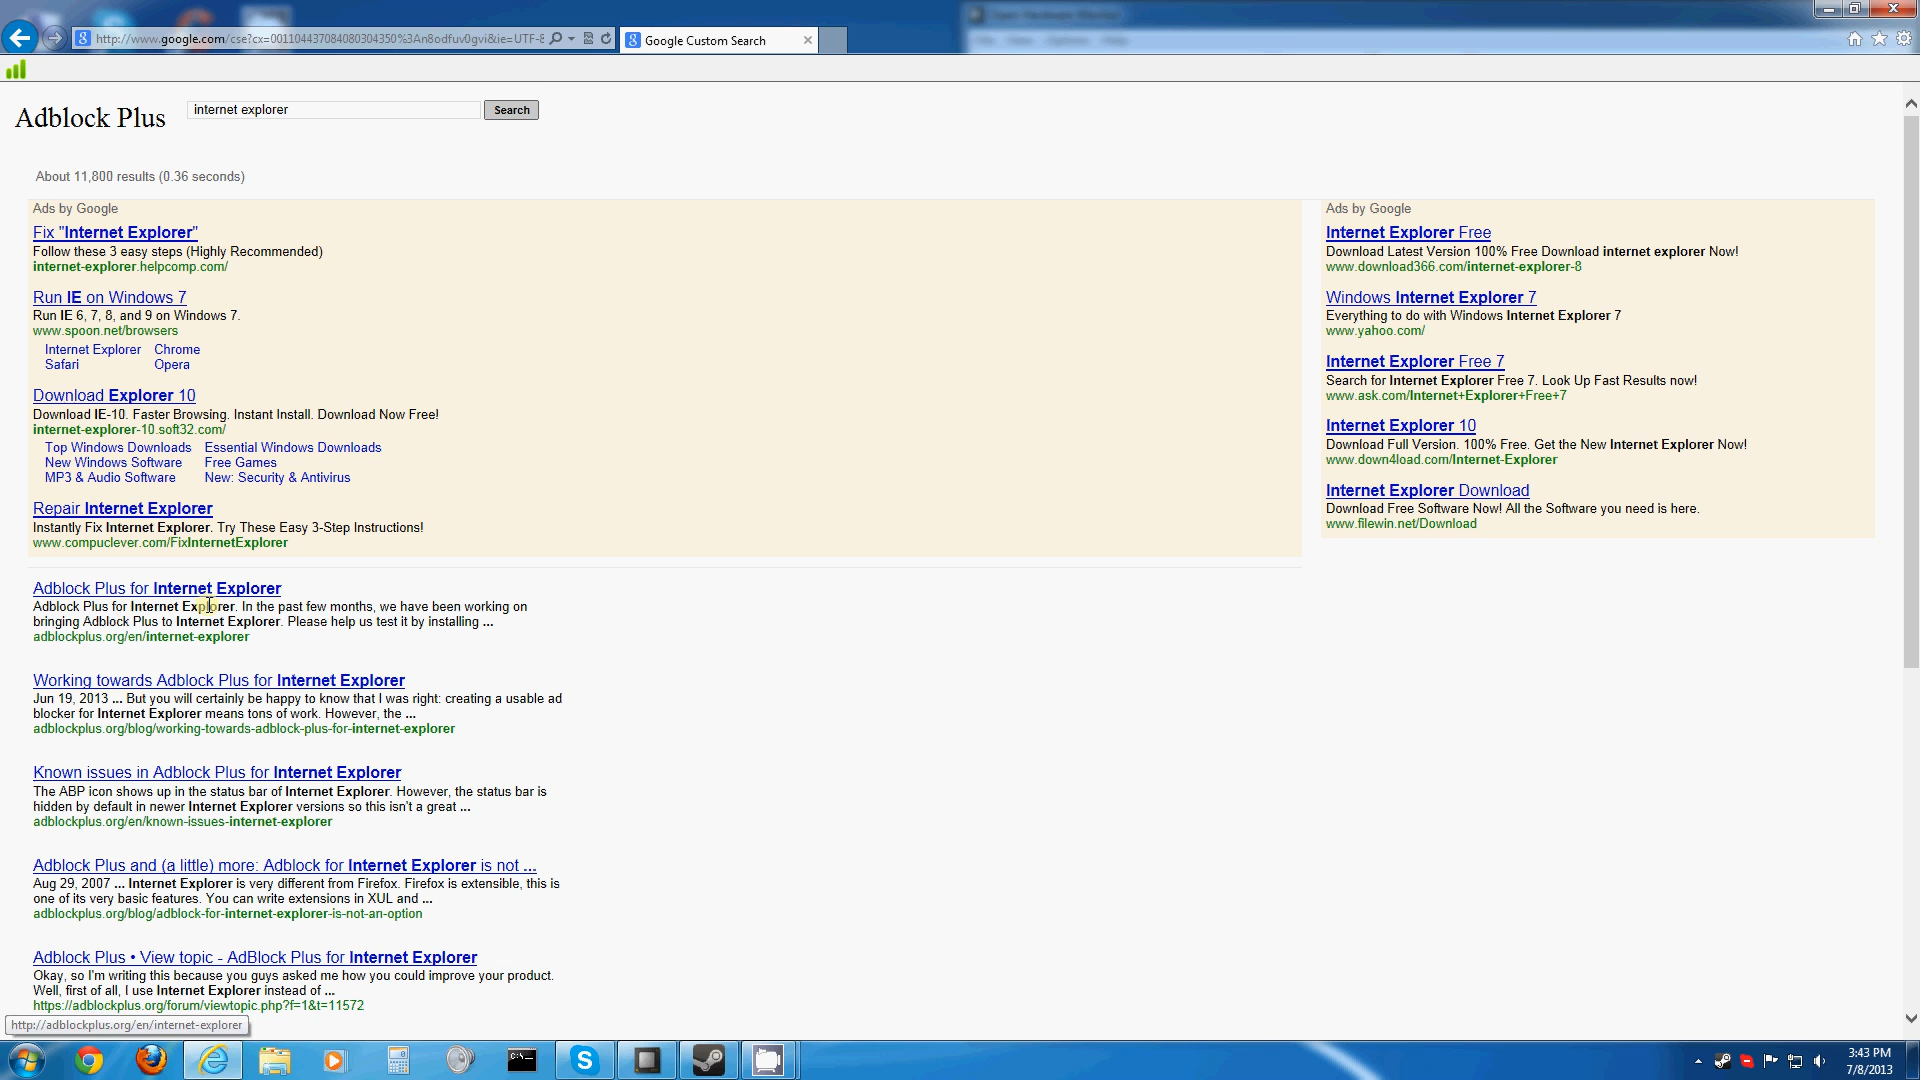 http://www.google.com/cse?cx=001104437084080304350%3An8odfuv0gvi&ie=UTF-8
Google Custom Search
Adblock Plus
internet explorer
Search
About 11,800 results (0.36 seconds)
Ads by Google
Fix "Internet Explorer"
Follow these 3 easy steps (Highly Recommended)
internet-explorer.helpcomp.com/
Run IE on Windows 7
Run IE 6, 7, 8, and 9 on Windows 7.
www.spoon.net/browsers
Internet Explorer Chrome
Safari Opera
Download Explorer 10
Download IE-10. Faster Browsing. Instant Install. Download Now Free!
internet-explorer-10.soft32.com/
Top Windows Downloads Essential Windows Downloads
New Windows Software Free Games
MP3 & Audio Software New: Security & Antivirus
Repair Internet Explorer
Instantly Fix Internet Explorer. Try These Easy 3-Step Instructions!
www.compuclever.com/FixInternetExplorer
Ads by Google
Internet Explorer Free
Download Latest Version 100% Free Download internet explorer Now!
www.download366.com/internet-explorer-8
Windows Internet Explorer 7
Everything to do with Windows Internet Explorer 7
www.yahoo.com/
Internet Explorer Free 7
Search for Internet Explorer Free 7. Look Up Fast Results now!
www.ask.com/Internet+Explorer+Free+7
Internet Explorer 10
Download Full Version. 100% Free. Get the New Internet Explorer Now!
www.down4load.com/Internet-Explorer
Internet Explorer Download
Download Free Software Now! All the Software you need is here.
www.filewin.net/Download
Adblock Plus for Internet Explorer
Adblock Plus for Internet Explorer. In the past few months, we have been working on
bringing Adblock Plus to Internet Explorer. Please help us test it by installing ...
adblockplus.org/en/internet-explorer
Working towards Adblock Plus for Internet Explorer
Jun 19, 2013 ... But you will certainly be happy to know that I was right: creating a usable ad
blocker for Internet Explorer means tons of work. However, the ...
adblockplus.org/blog/working-towards-adblock-plus-for-internet-explorer
Known issues in Adblock Plus for Internet Explorer
The ABP icon shows up in the status bar of Internet Explorer. However, the status bar is
hidden by default in newer Internet Explorer versions so this isn't a great ...
adblockplus.org/en/known-issues-internet-explorer
Adblock Plus and (a little) more: Adblock for Internet Explorer is not ...
Aug 29, 2007 ... Internet Explorer is very different from Firefox. Firefox is extensible, this is
one of its very basic features. You can write extensions in XUL and ...
adblockplus.org/blog/adblock-for-internet-explorer-is-not-an-option
Adblock Plus • View topic - AdBlock Plus for Internet Explorer
Okay, so I'm writing this because you guys asked me how you could improve your product.
Well, first of all, I use Internet Explorer instead of ...
https://adblockplus.org/forum/viewtopic.php?f=1&t=11572
http://adblockplus.org/en/internet-explorer
3:43 PM
7/8/2013